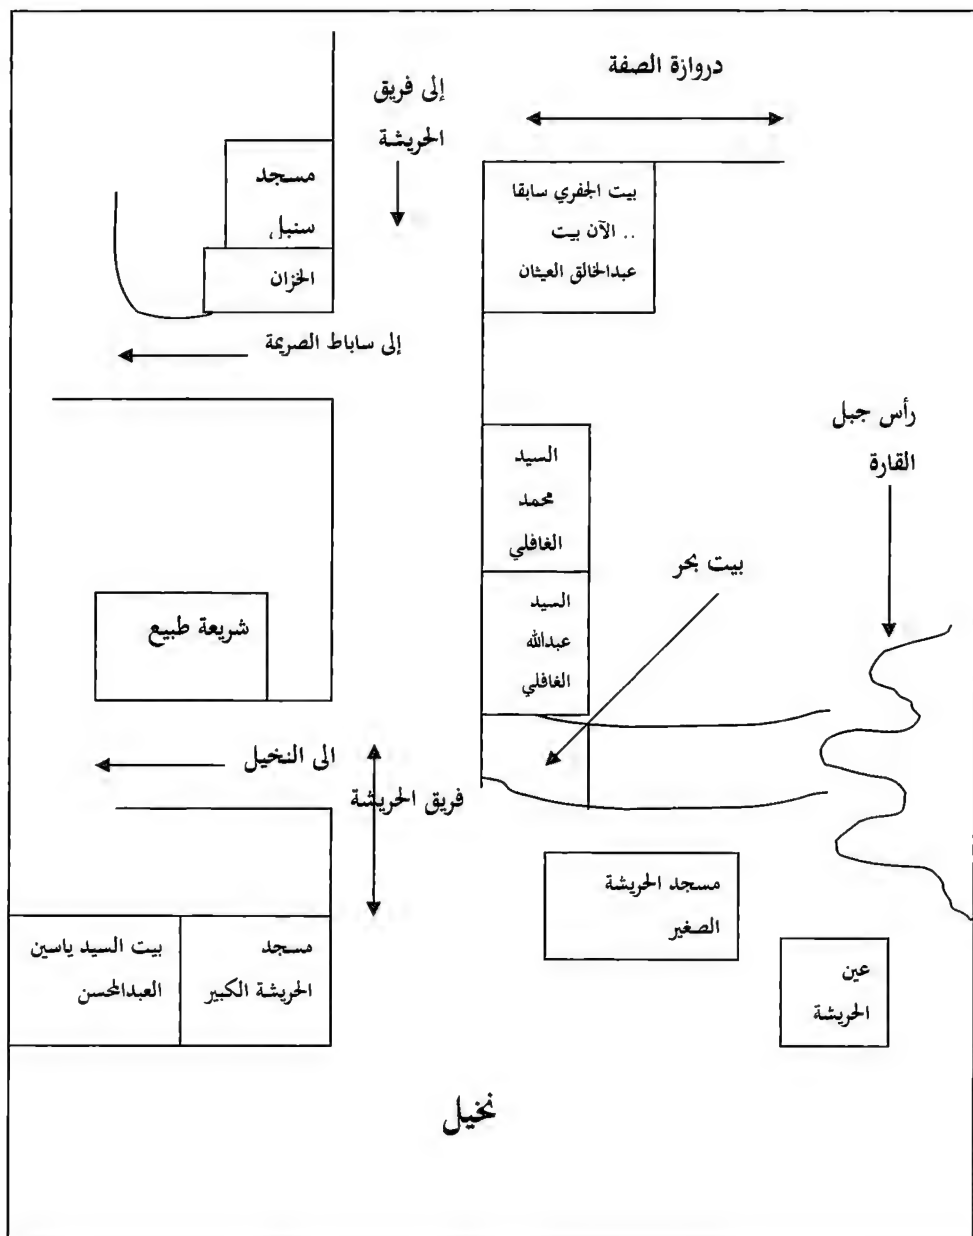 دروازة الصفة
إلى فريق
الحريشة
مسجد
سنبل
الخزان
بيت الجفري سابقا
.. الآن بيت
عبدالخالق العيثان
إلى ساباط الصريمة
رأس جبل
القارة
السيد
محمد
الغافلي
بيت بحر
السيد
عبدالله
الغافلي
شريعة طبيع
الى النخيل
فريق الحريشة
مسجد الحريشة
الصغير
مسجد
الحريشة الكبير
بيت السيد ياسين
العبدالمحسن
عين
الحريشة
نخيل